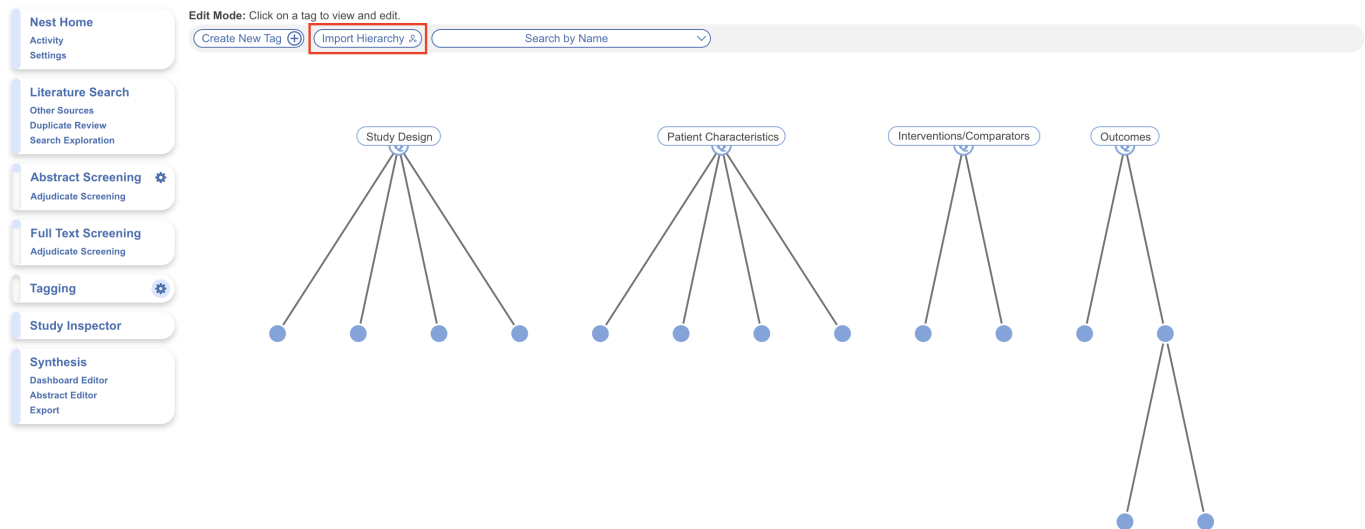 Nest Home
Activity
Settings
Literature Search
Other Sources
Duplicate Review
Search Exploration
Abstract Screening
Adjudicate Screening
Full Text Screening
Adjudicate Screening
Tagging
Study Inspector
Synthesis
Dashboard Editor
Abstract Editor
Export
Edit Mode: Click on a tag to view and edit.
Create New Tag Import Hierarchy Search by Name
Study Design Patient Characteristics Interventions/Comparators Outcomes